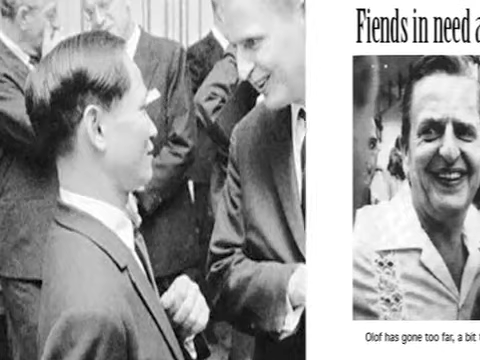 Fiends in need a
Olof has gone too far, a bit t